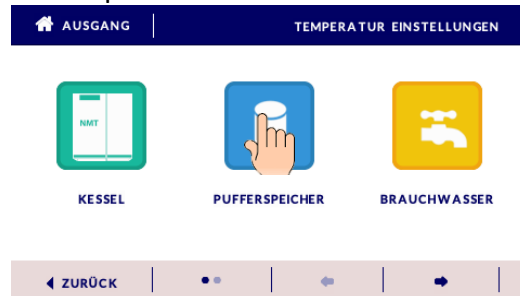 AUSGANG
TEMPERATUR EINSTELLUNGEN
NMT
KESSEL
PUFFERSPEICHER
BRAUCHWASSER
ZURÜCK